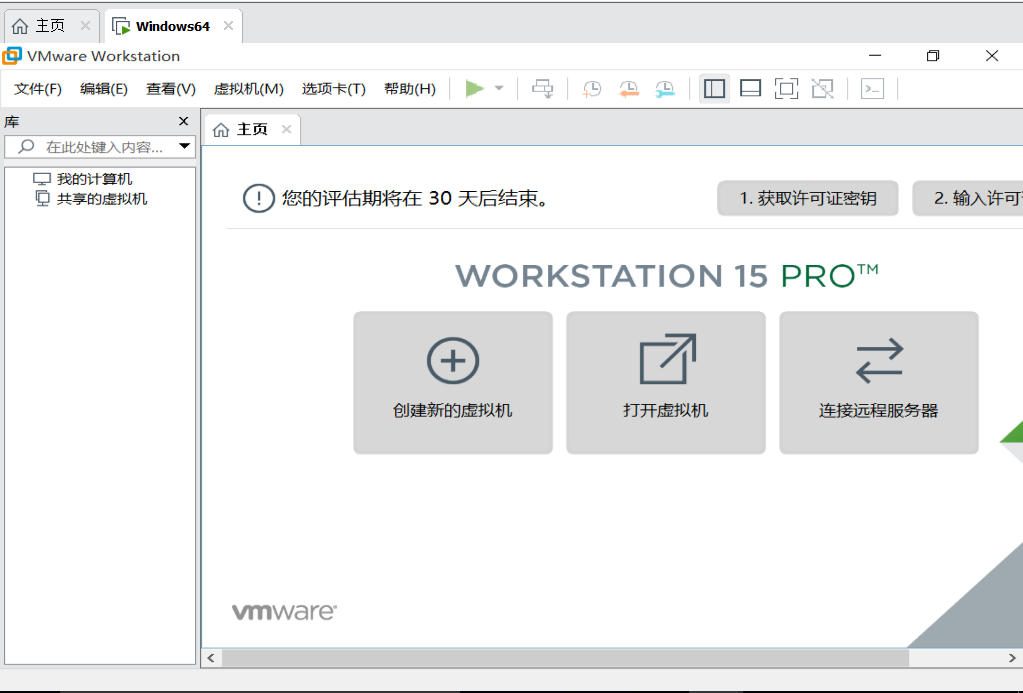 主页
Windows64
VMware Workstation
文件(F) 编辑(E) 查看(V) 虚拟机(M) 选项卡(T) 帮助(H)
库
主页
在此处键入内容...
我的计算机
共享的虚拟机
您的评估期将在 30 天后结束。
1. 获取许可证密钥
2. 输入许可
WORKSTATION 15 PRO™
创建新的虚拟机
打开虚拟机
连接远程服务器
vmware